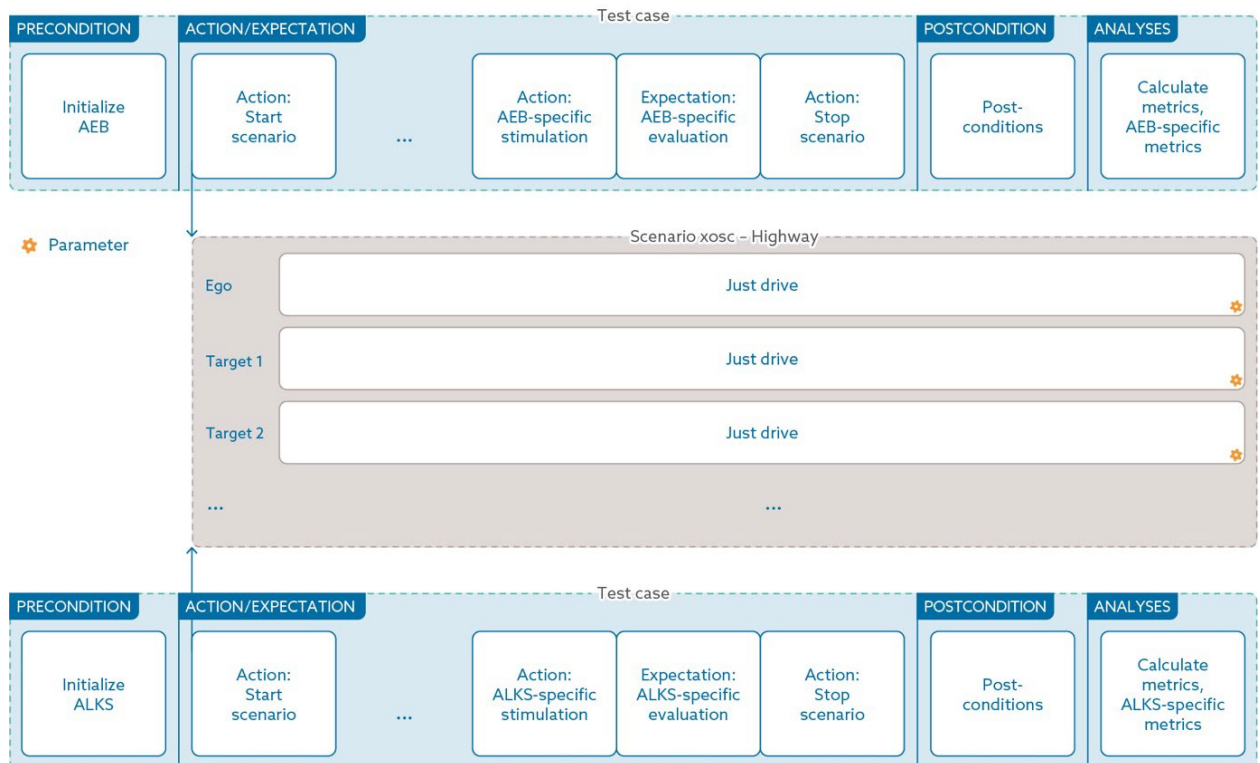 Test case
PRECONDITION
ACTION/EXPECTATION
POSTCONDITION
ANALYSES
Initialize
AEB
Action:
Start
scenario
...
Action:
AEB-specific
stimulation
Expectation:
AEB-specific
evaluation
Action:
Stop
scenario
Post-
conditions
Calculate
metrics,
AEB-specific
metrics
Parameter
Scenario xosc – Highway
Ego
Just drive
Target 1
Just drive
Target 2
Just drive
...
...
Test case
PRECONDITION
ACTION/EXPECTATION
POSTCONDITION
ANALYSES
Initialize
ALKS
Action:
Start
scenario
...
Action:
ALKS-specific
stimulation
Expectation:
ALKS-specific
evaluation
Action:
Stop
scenario
Post-
conditions
Calculate
metrics,
ALKS-specific
metrics